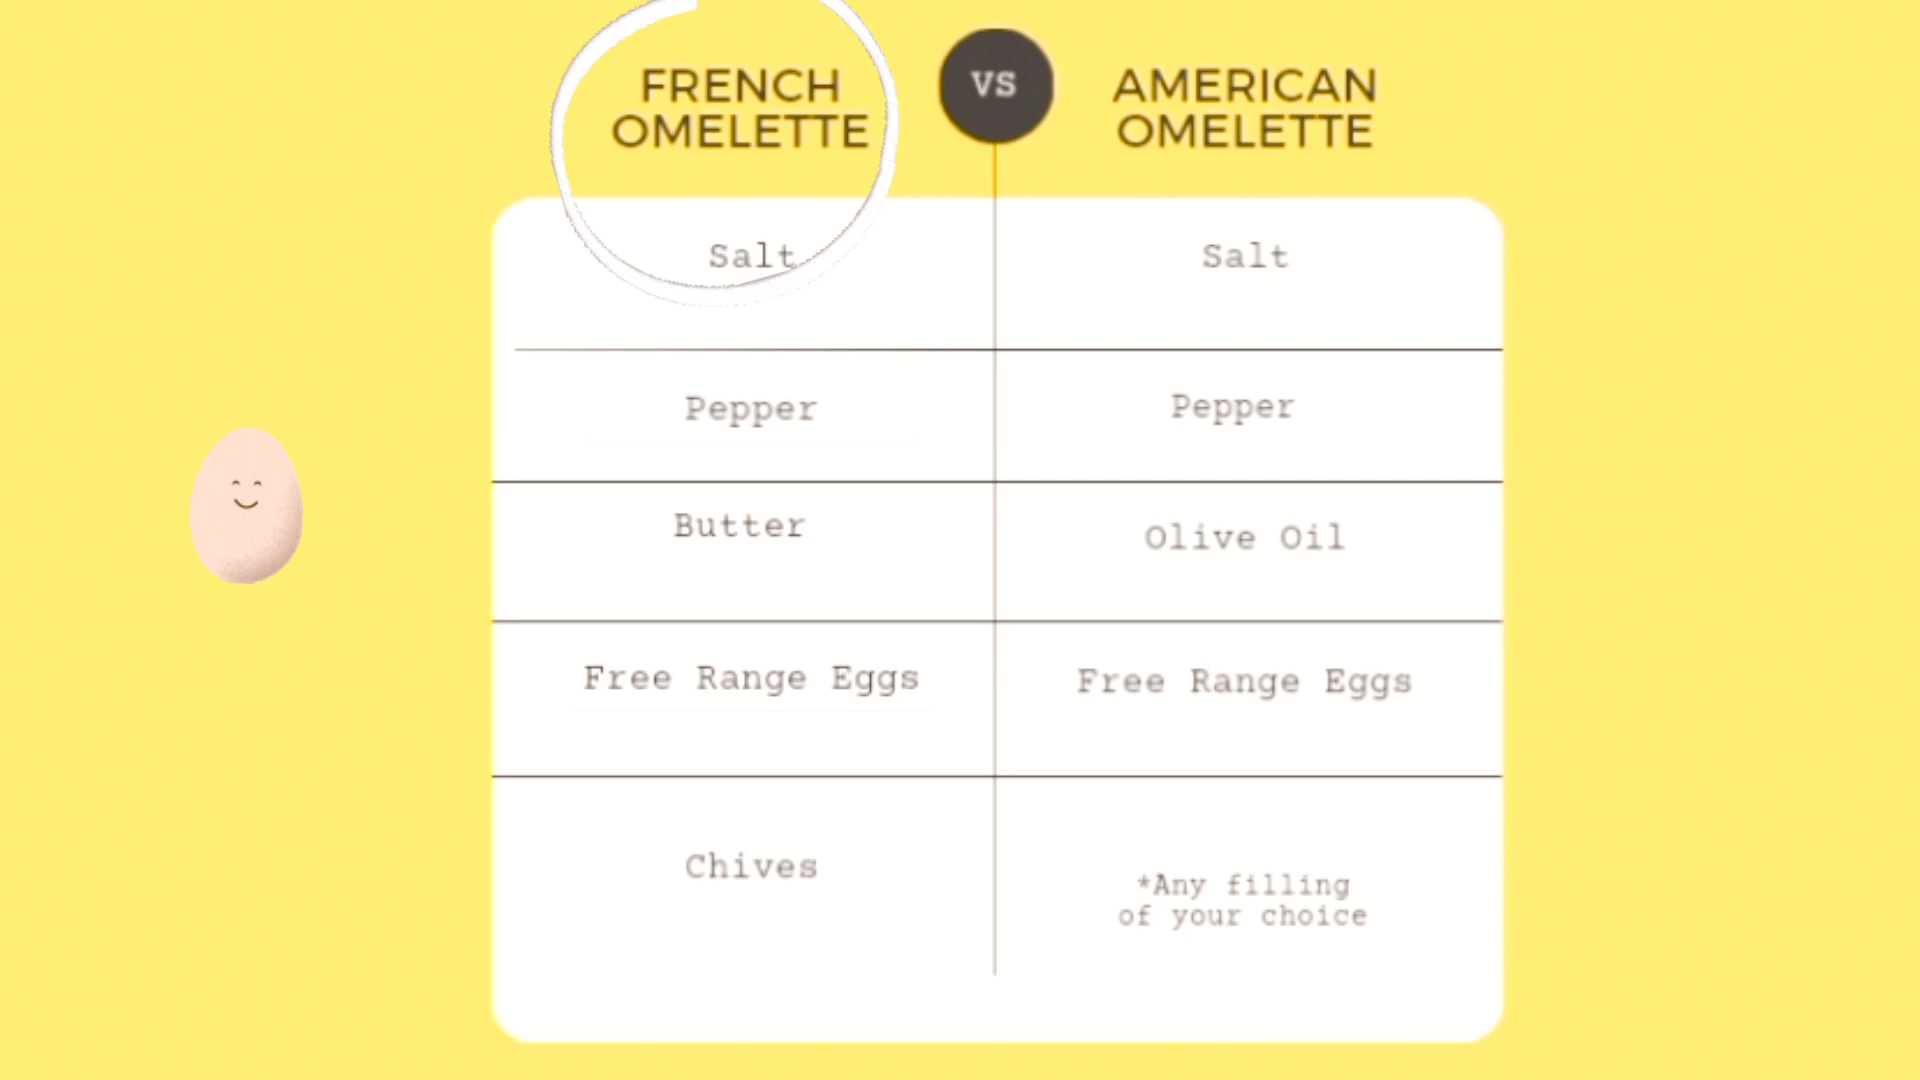 FRENCH
OMELETTE
VS
AMERICAN
OMELETTE
Salt
Salt
Pepper
Pepper
Butter
Olive Oil
Free Range Eggs
Free Range Eggs
Chives
*Any filling
of your choice